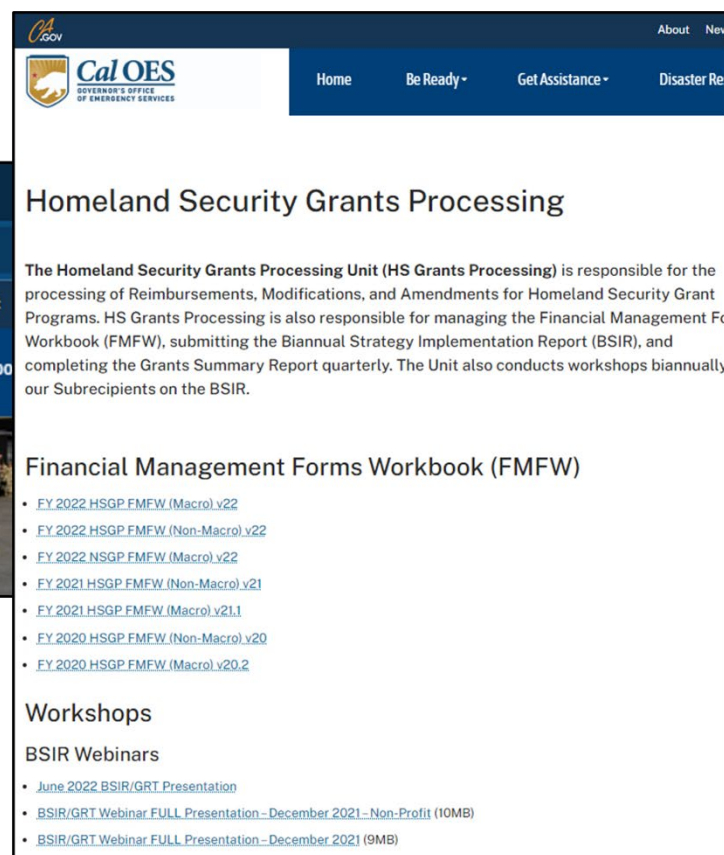 CA.GOV
About New
Cal OES
GOVERNOR'S OFFICE
OF EMERGENCY SERVICES
Home Be Ready Get Assistance Disaster Re
Homeland Security Grants Processing
The Homeland Security Grants Processing Unit (HS Grants Processing) is responsible for the
processing of Reimbursements, Modifications, and Amendments for Homeland Security Grant
Programs. HS Grants Processing is also responsible for managing the Financial Management Fo
Workbook (FMFW), submitting the Biannual Strategy Implementation Report (BSIR), and
completing the Grants Summary Report quarterly. The Unit also conducts workshops biannually
our Subrecipients on the BSIR.
Financial Management Forms Workbook (FMFW)
• FY 2022 HSGP FMFW (Macro) v22
• FY 2022 HSGP FMFW (Non-Macro) v22
• FY 2022 NSGP FMFW (Macro) v22
• FY 2021 HSGP FMFW (Non-Macro) v21
• FY 2021 HSGP FMFW (Macro) v21.1
• FY 2020 HSGP FMFW (Non-Macro) v20
• FY 2020 HSGP FMFW (Macro) v20.2
Workshops
BSIR Webinars
• June 2022 BSIR/GRT Presentation
• BSIR/GRT Webinar FULL Presentation – December 2021 – Non-Profit (10MB)
• BSIR/GRT Webinar FULL Presentation – December 2021 (9MB)